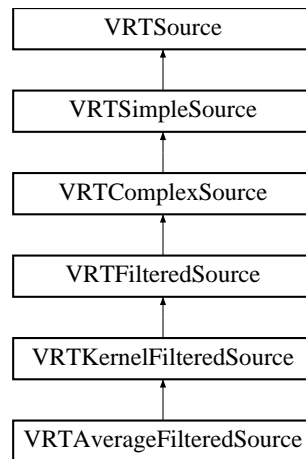 VRTSource
VRTSimpleSource
VRTComplexSource
VRTFilteredSource
VRTKernelFilteredSource
VRTAverageFilteredSource